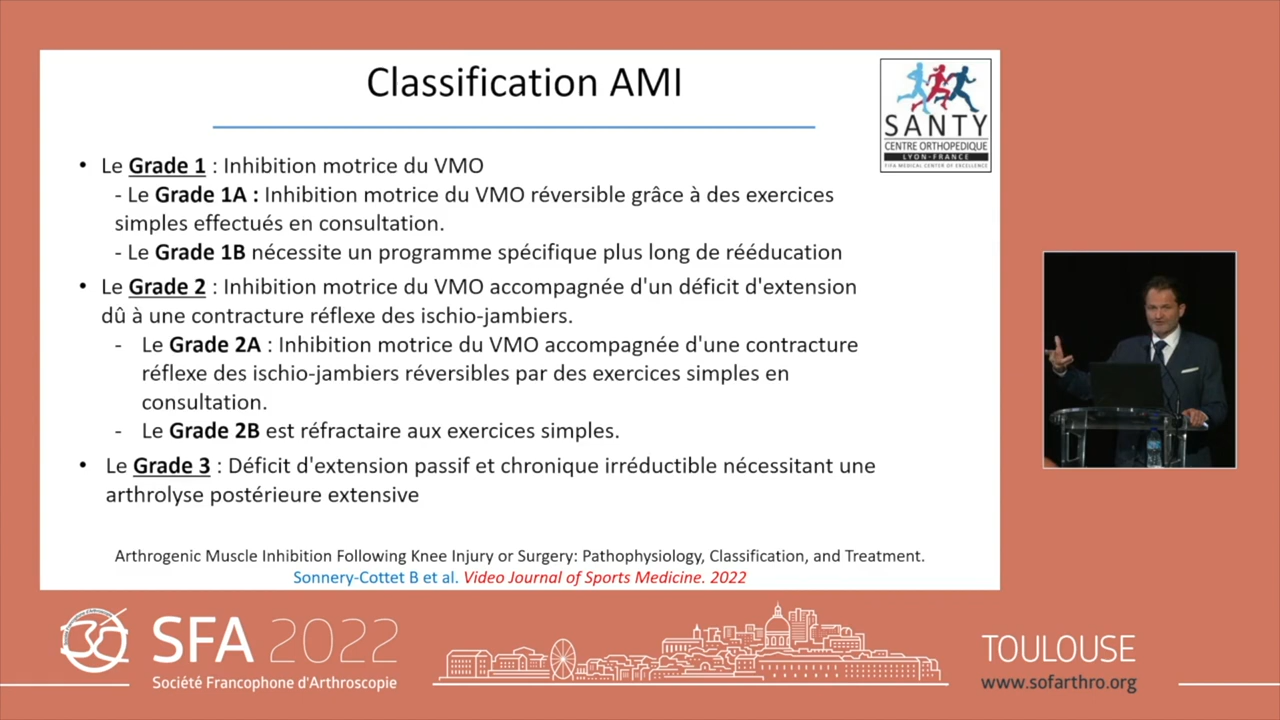 Classification AMI
SANTY
CENTRE ORTHOPEDIQUE
LYON-FRANCE
FIFA MEDICAL CENTER OF EXCELLENCE
• Le Grade 1 : Inhibition motrice du VMO
- Le Grade 1A : Inhibition motrice du VMO réversible grâce à des exercices
simples effectués en consultation.
- Le Grade 1B nécessite un programme spécifique plus long de rééducation
• Le Grade 2 : Inhibition motrice du VMO accompagnée d'un déficit d'extension
dû à une contracture réflexe des ischio-jambiers.
- Le Grade 2A : Inhibition motrice du VMO accompagnée d'une contracture
réflexe des ischio-jambiers réversibles par des exercices simples en
consultation.
- Le Grade 2B est réfractaire aux exercices simples.
• Le Grade 3 : Déficit d'extension passif et chronique irréductible nécessitant une
arthrolyse postérieure extensive
Arthrogenic Muscle Inhibition Following Knee Injury or Surgery: Pathophysiology, Classification, and Treatment.
Sonnery-Cottet B et al. Video Journal of Sports Medicine. 2022
30
SFA 2022
Société Francophone d'Arthroscopie
TOULOUSE
www.sofarthro.org